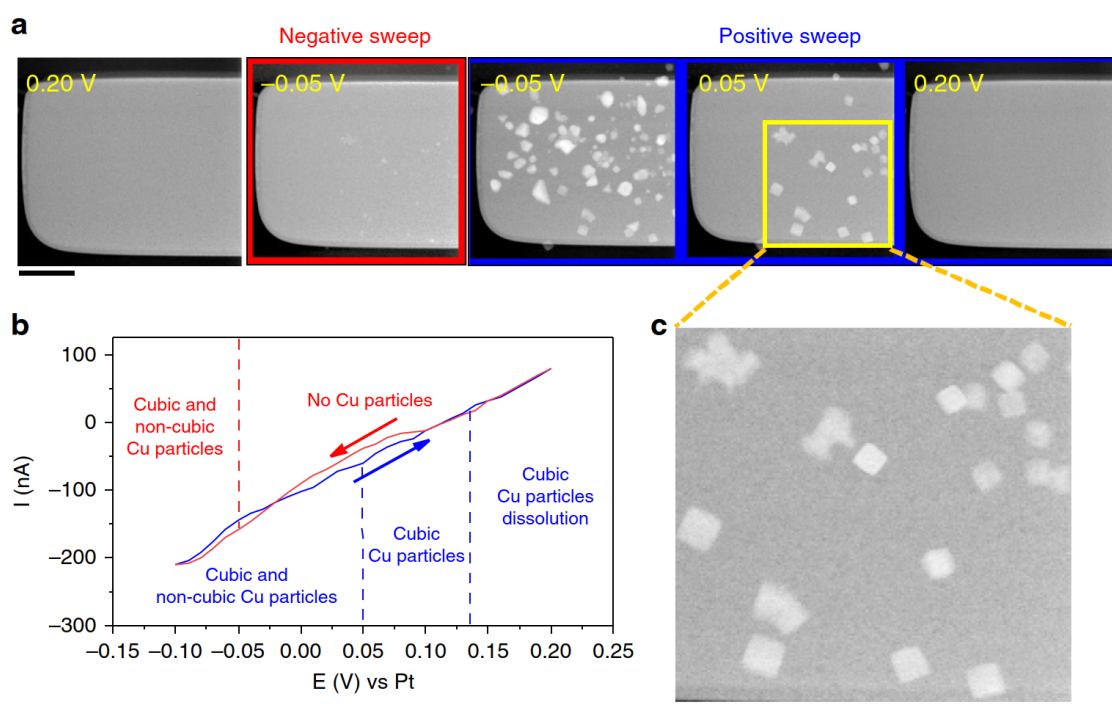 a
Negative sweep
Positive sweep
0.20 V
−0.05 V
−0.05 V
0.05 V
0.20 V
b
100
0
−100
−200
−300
I (nA)
Cubic and
non-cubic
Cu particles
No Cu particles
Cubic
Cu particles
dissolution
Cubic
Cu particles
Cubic and
non-cubic Cu particles
−0.15
−0.10
−0.05
0.00
0.05
0.10
0.15
0.20
0.25
E (V) vs Pt
c